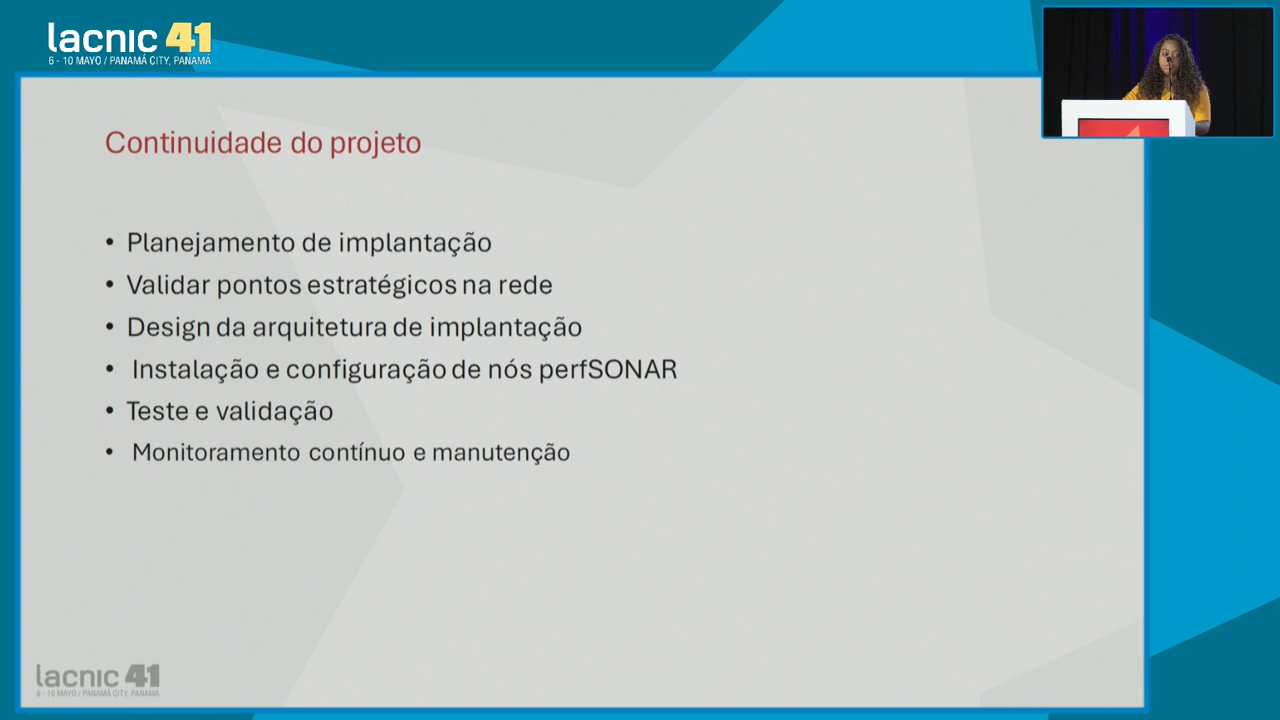 lacnic 41
6 - 10 MAYO / PANAMÁ CITY, PANAMÁ
Continuidade do projeto
• Planejamento de implantação
• Validar pontos estratégicos na rede
• Design da arquitetura de implantação
• Instalação e configuração de nós perfSONAR
• Teste e validação
• Monitoramento contínuo e manutenção
lacnic 41
6 - 10 MAYO / PANAMÁ CITY, PANAMÁ